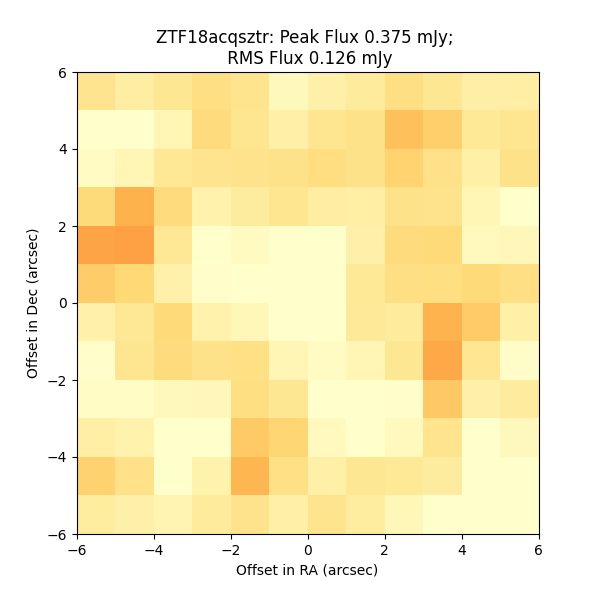 ZTF18acqsztr: Peak Flux 0.375 mJy;
RMS Flux 0.126 mJy
6
4
2
0
−2
−4
−6
Offset in Dec (arcsec)
−6 −4 −2 0 2 4 6
Offset in RA (arcsec)